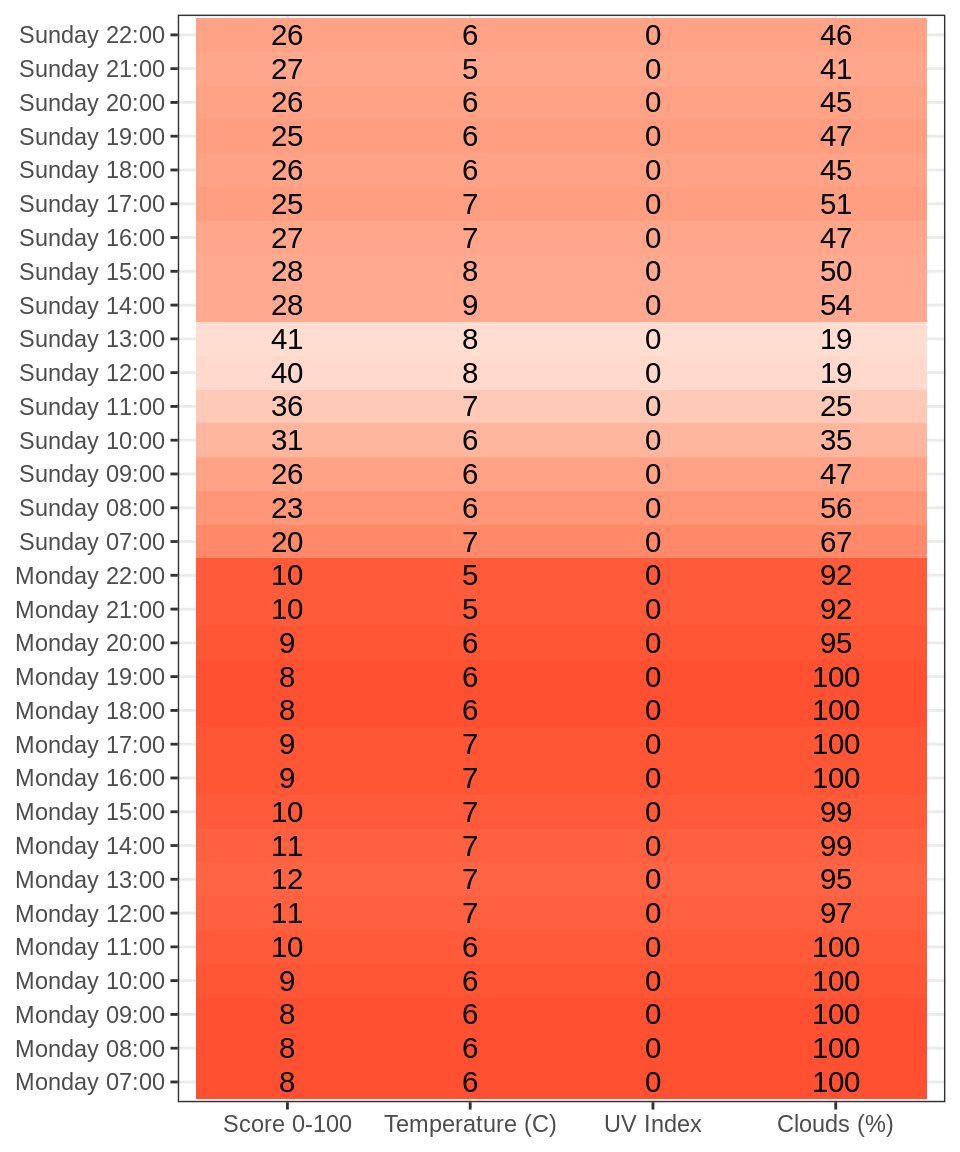 Sunday 22:00 26 6 0 46
Sunday 21:00 27 5 0 41
Sunday 20:00 26 6 0 45
Sunday 19:00 25 6 0 47
Sunday 18:00 26 6 0 45
Sunday 17:00 25 7 0 51
Sunday 16:00 27 7 0 47
Sunday 15:00 28 8 0 50
Sunday 14:00 28 9 0 54
Sunday 13:00 41 8 0 19
Sunday 12:00 40 8 0 19
Sunday 11:00 36 7 0 25
Sunday 10:00 31 6 0 35
Sunday 09:00 26 6 0 47
Sunday 08:00 23 6 0 56
Sunday 07:00 20 7 0 67
Monday 22:00 10 5 0 92
Monday 21:00 10 5 0 92
Monday 20:00 9 6 0 95
Monday 19:00 8 6 0 100
Monday 18:00 8 6 0 100
Monday 17:00 9 7 0 100
Monday 16:00 9 7 0 100
Monday 15:00 10 7 0 99
Monday 14:00 11 7 0 99
Monday 13:00 12 7 0 95
Monday 12:00 11 7 0 97
Monday 11:00 10 6 0 100
Monday 10:00 9 6 0 100
Monday 09:00 8 6 0 100
Monday 08:00 8 6 0 100
Monday 07:00 8 6 0 100
Score 0-100 Temperature (C) UV Index Clouds (%)